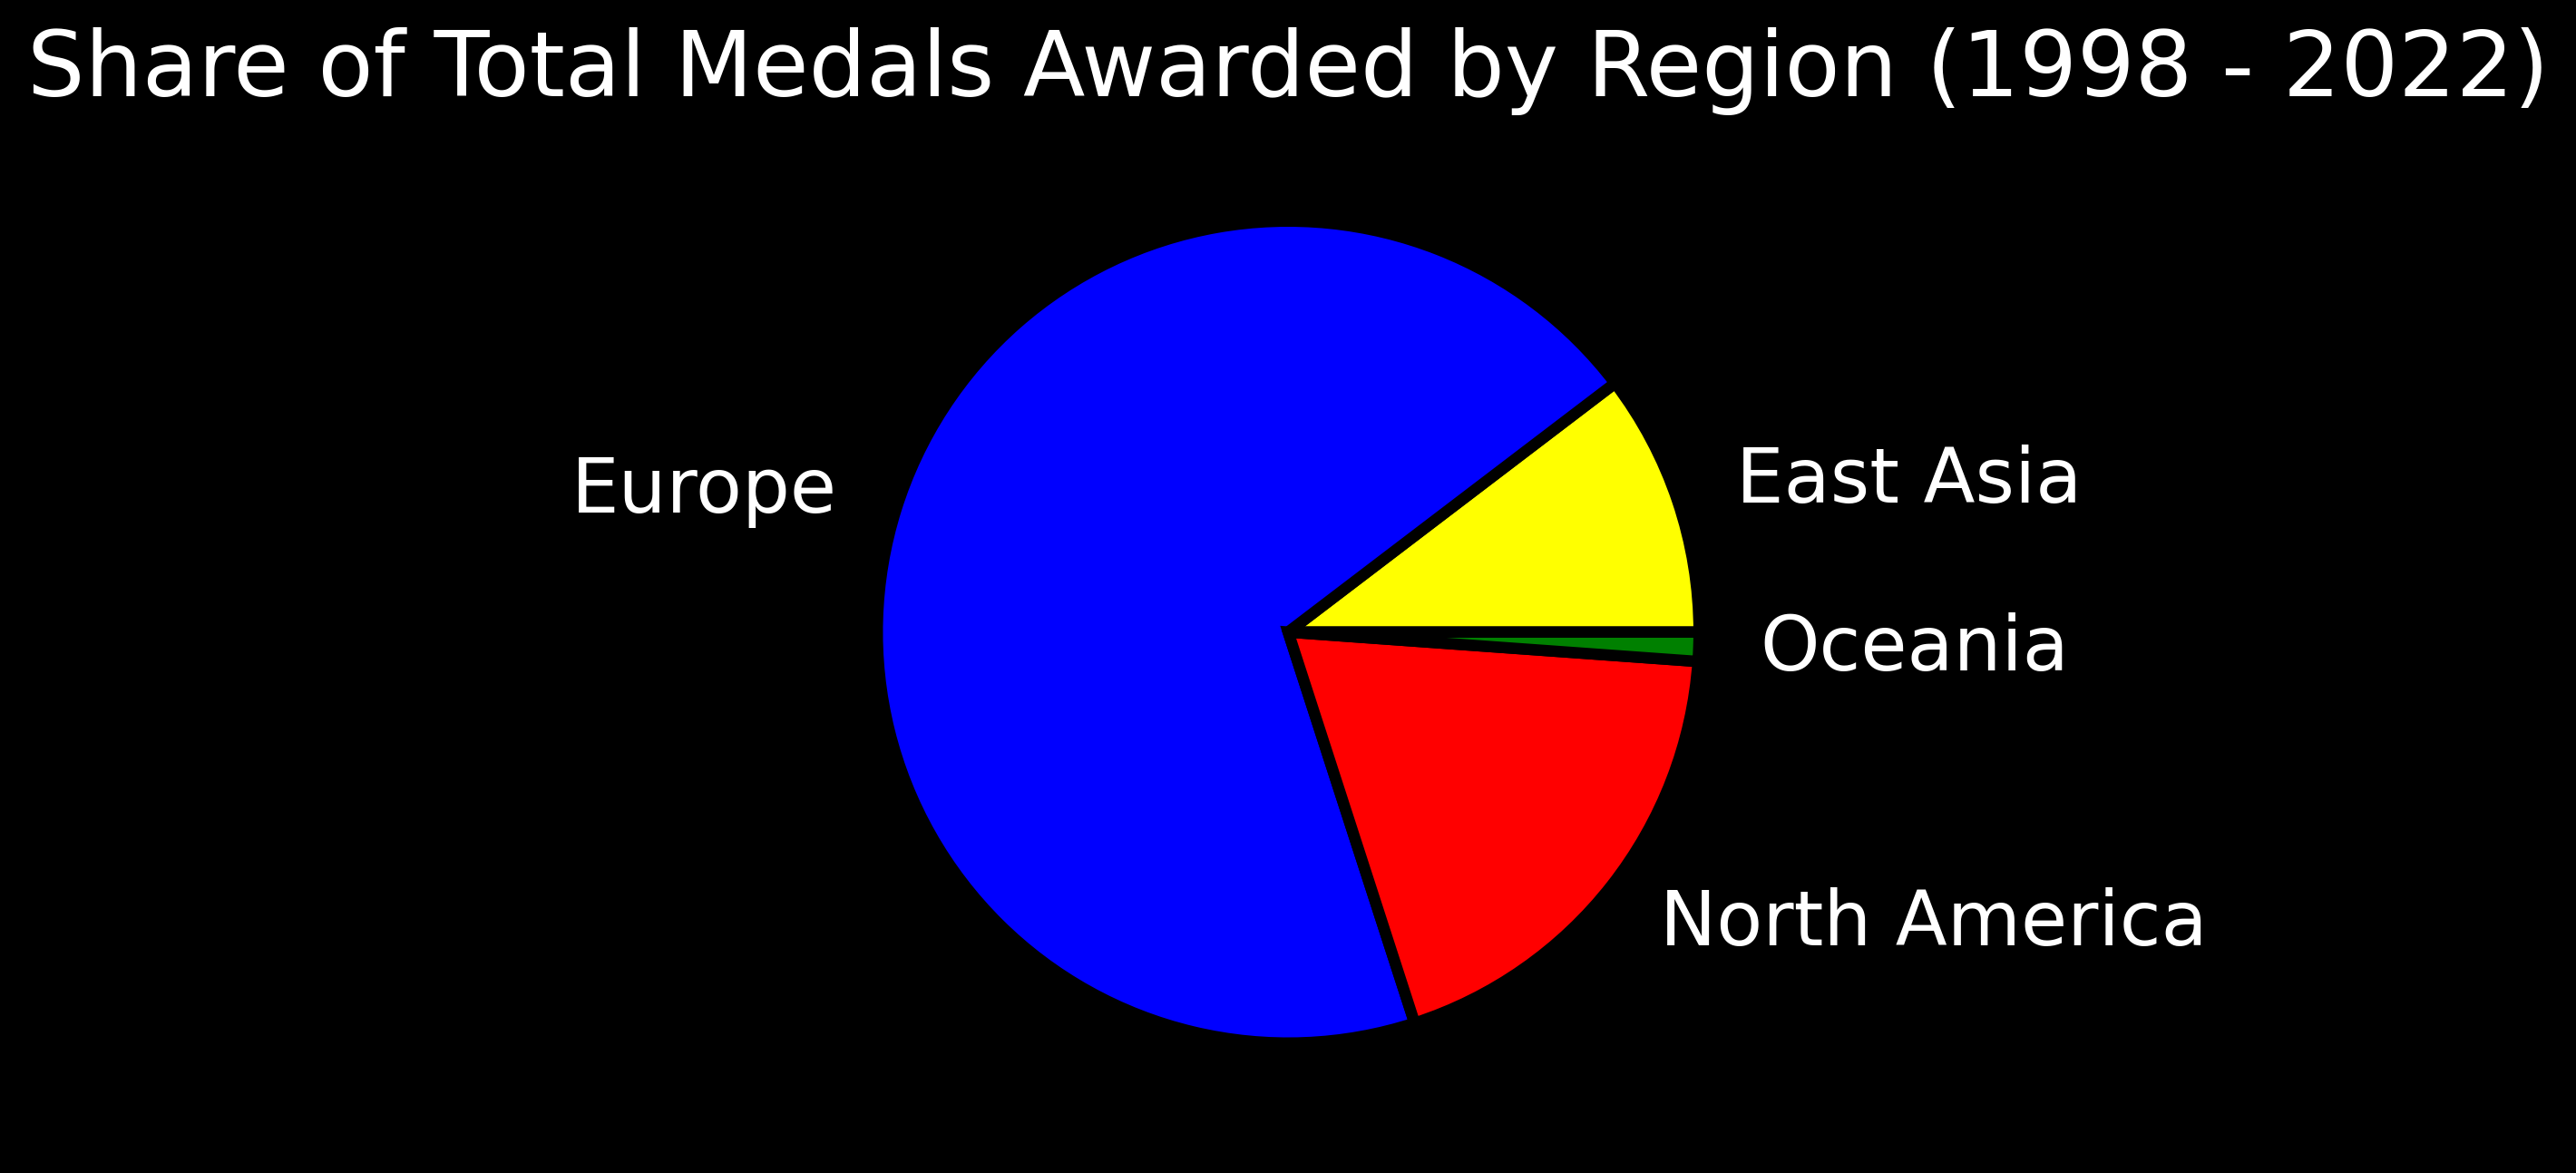 Share of Total Medals Awarded by Region (1998 - 2022)
East Asia
Europe
Oceania
North America